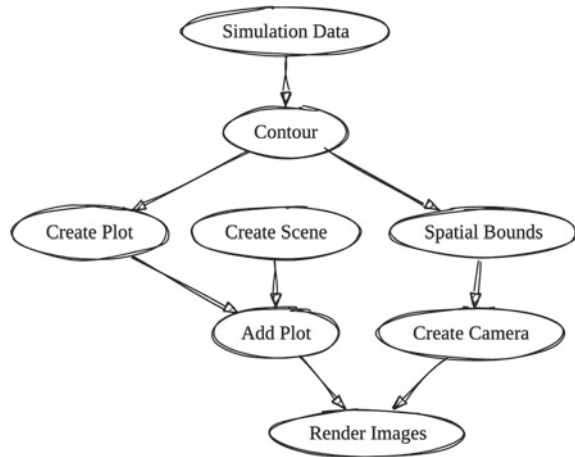 Simulation Data
Contour
Create Plot
Create Scene
Spatial Bounds
Add Plot
Create Camera
Render Images